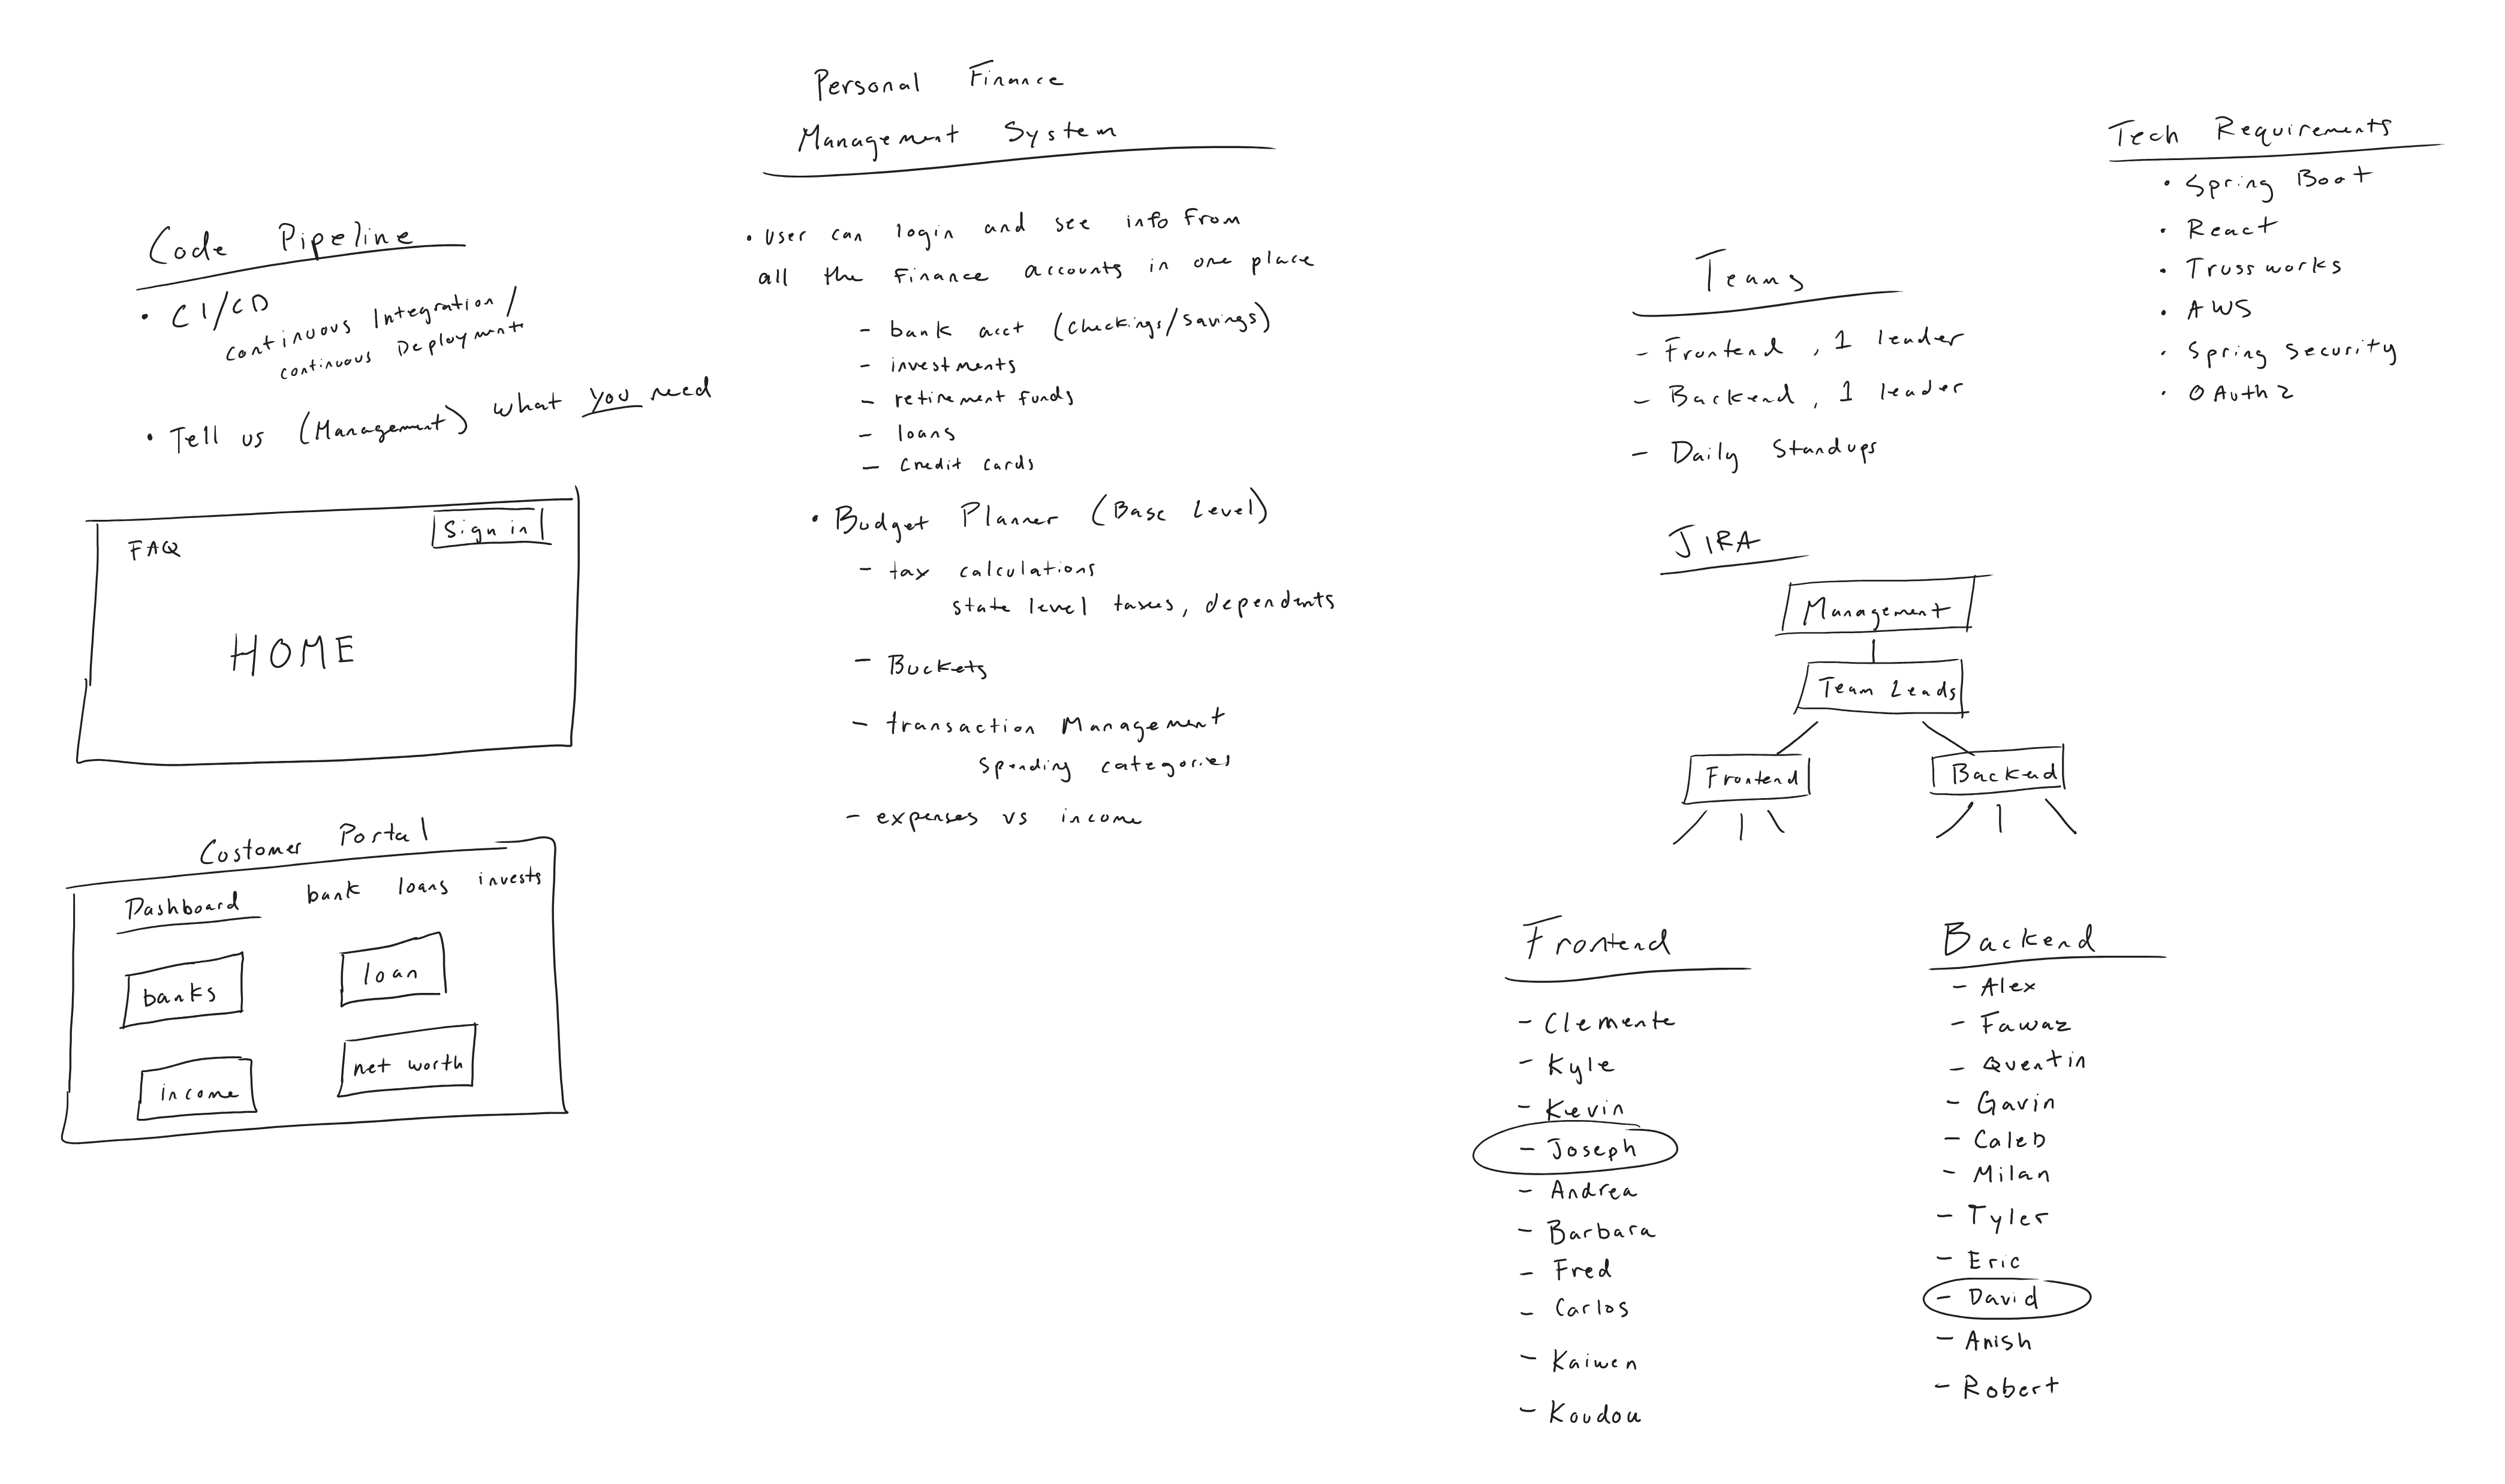 Code Pipeline
• CI/CD
continuous Integration/
continuous Deployment
• Tell us (Management) what you need
FAQ
Sign in
HOME
Costomer Portal
Dashboard bank loans invests
banks
loan
income
net worth
Personal Finance
Management System
• User can login and see info from
all the finance accounts in one place
- bank acct (checkings/savings)
- investments
- retirement funds
- loans
- credit cards
• Budget Planner (Base Level)
- tax calculations
state level taxes, dependents
- Buckets
- transaction Management
spending categories
- expenses vs income
Teams
- Frontend, 1 leader
- Backend, 1 leader
- Daily Standups
Tech Requirements
• Spring Boot
• React
• Truss works
• AWS
• Spring Security
• OAuth2
JIRA
Management
Team Leads
Frontend
Backend
Frontend
- Clemente
- Kyle
- Kevin
- Joseph
- Andrea
- Barbara
- Fred
- Carlos
- Kaiwen
- Koudou
Backend
- Alex
- Fawaz
- Quentin
- Gavin
- Caleb
- Milan
- Tyler
- Eric
- David
- Anish
- Robert